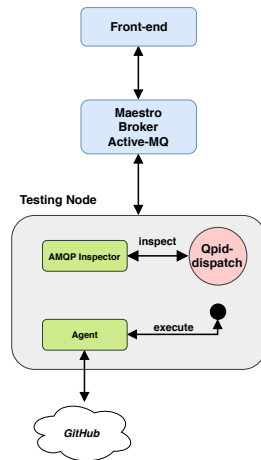 Front-end
Maestro
Broker
Active-MQ
Testing Node
inspect
AMQP Inspector
Qpid-
dispatch
execute
Agent
GitHub